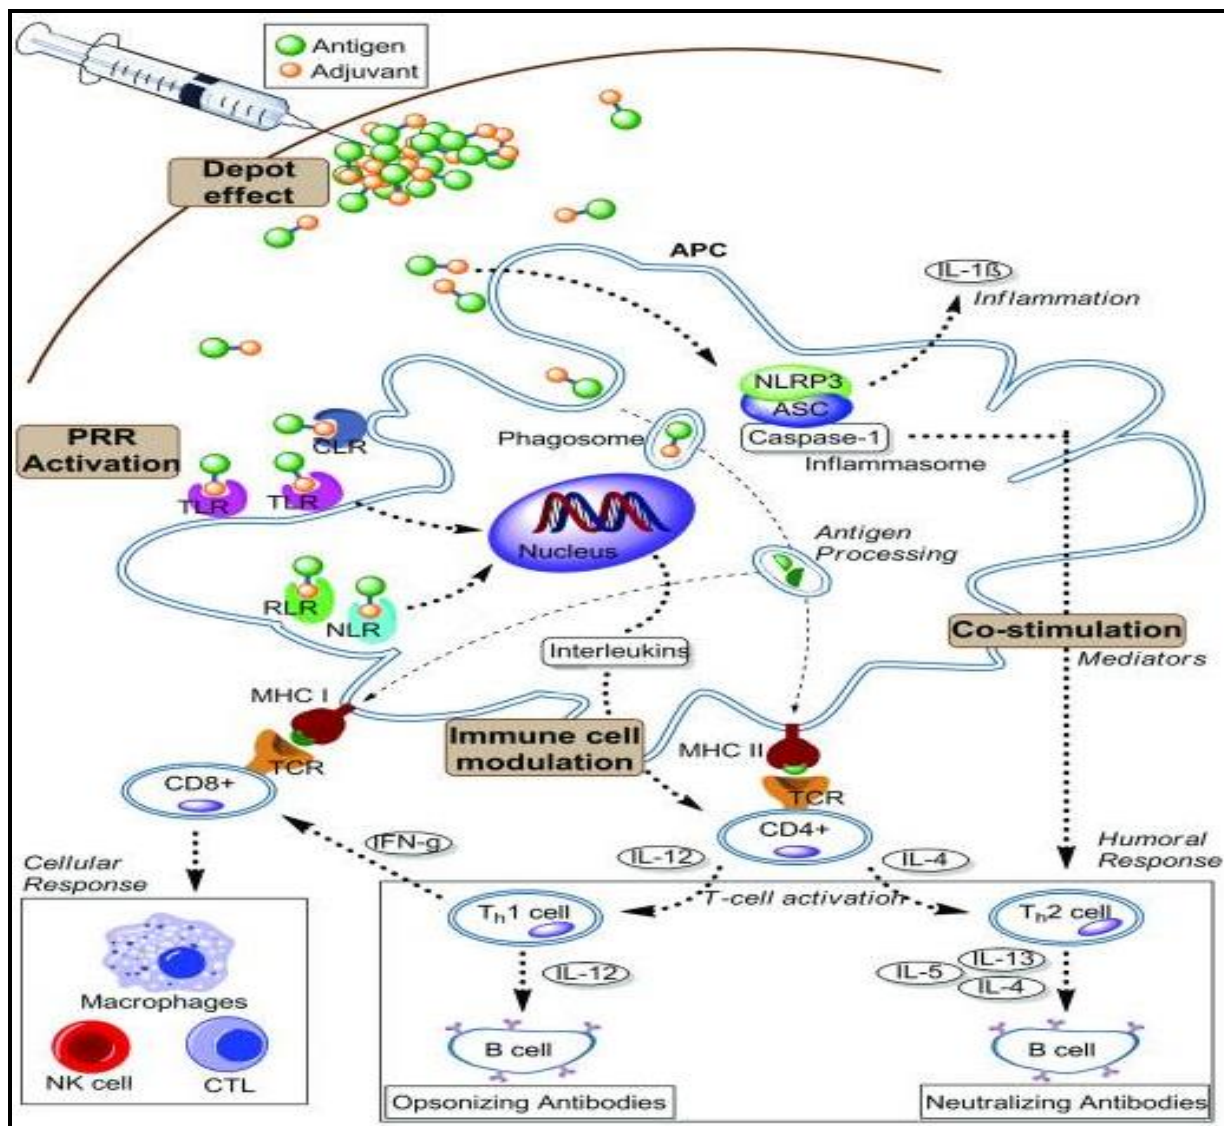 Antigen
Adjuvant
Depot
effect
APC
IL-1ß
Inflammation
NLRP3
ASC
Caspase-1
Inflammasome
PRR
Activation
CLR
TLR
TLR
Phagosome
Nucleus
Antigen
Processing
RLR
NLR
Interleukins
Co-stimulation
Mediators
MHC I
TCR
CD8+
Immune cell
modulation
MHC II
TCR
CD4+
IFN-g
IL-12
IL-4
Humoral
Response
Cellular
Response
T-cell activation
Th1 cell
Th2 cell
IL-12
IL-13
IL-5
IL-4
Macrophages
NK cell
CTL
B cell
B cell
Opsonizing Antibodies
Neutralizing Antibodies